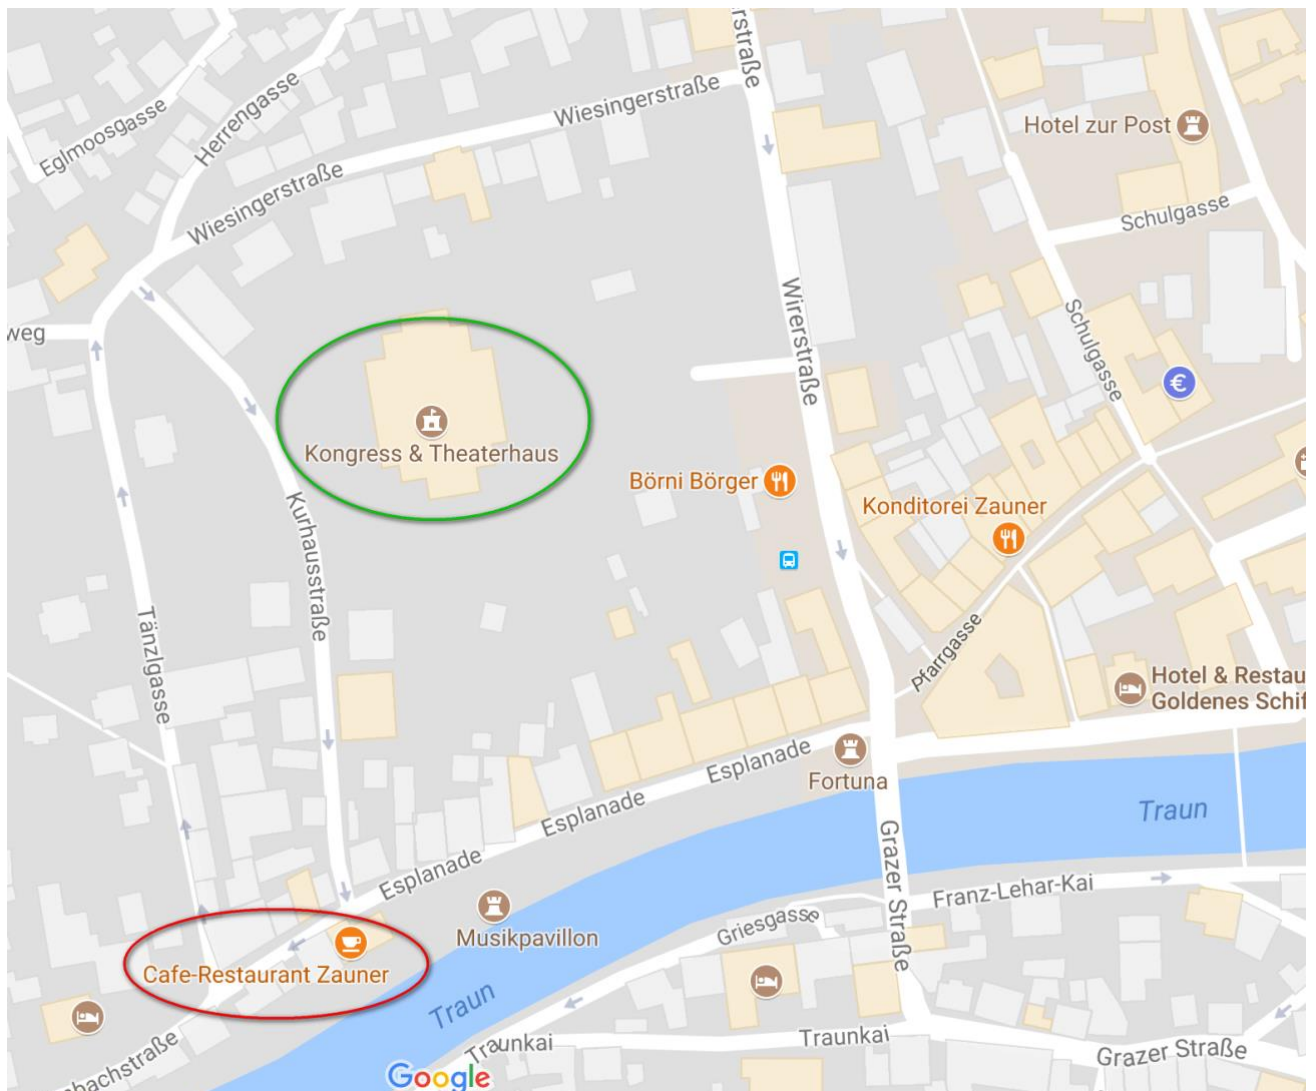 rstraße
Wiesingerstraße
Eglmoosgasse
Herrengasse
Hotel zur Post
Wiesingerstraße
Schulgasse
weg
Wirerstraße
Schulgasse
€
Kongress & Theaterhaus
Börni Börger
Konditorei Zauner
Kurhausstraße
Tänzlgasse
Pfarrgasse
Hotel & Restau
Goldenes Schif
Esplanade
Fortuna
Esplanade
Traun
Esplanade
Grazer Straße
Franz-Lehar-Kai
Musikpavillon
Griesgasse
Cafe-Restaurant Zauner
Traun
bachstraße
Traunkai
Traunkai
Grazer Straße
Google